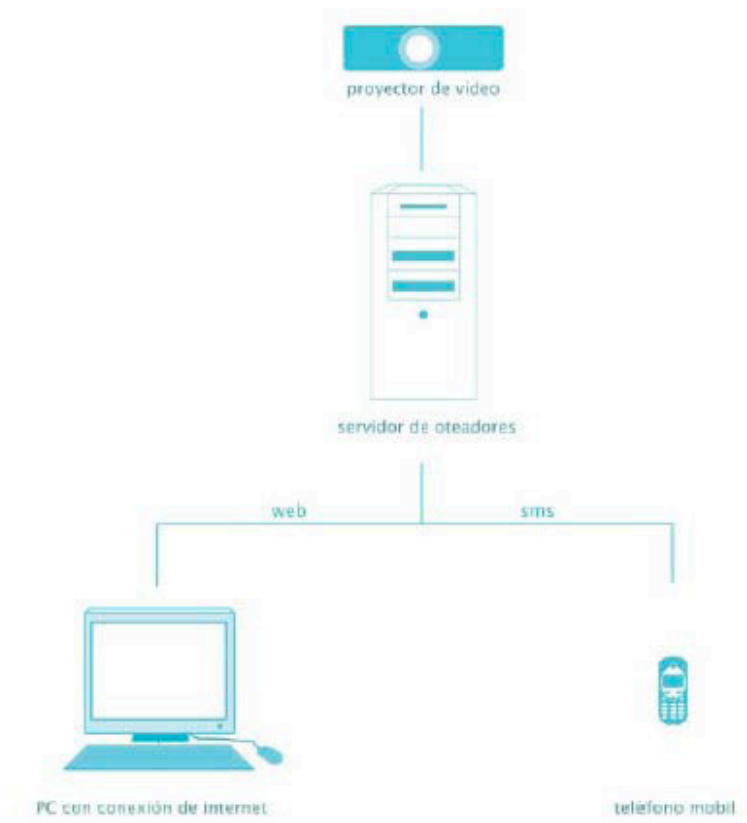 proyector de video
servidor de oteadores
web
sms
PC con conexión de internet
teléfono mobil